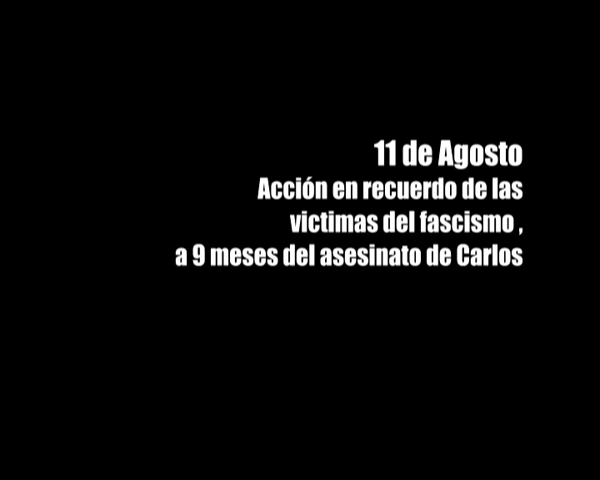 11 de Agosto
Acción en recuerdo de las
victimas del fascismo ,
a 9 meses del asesinato de Carlos